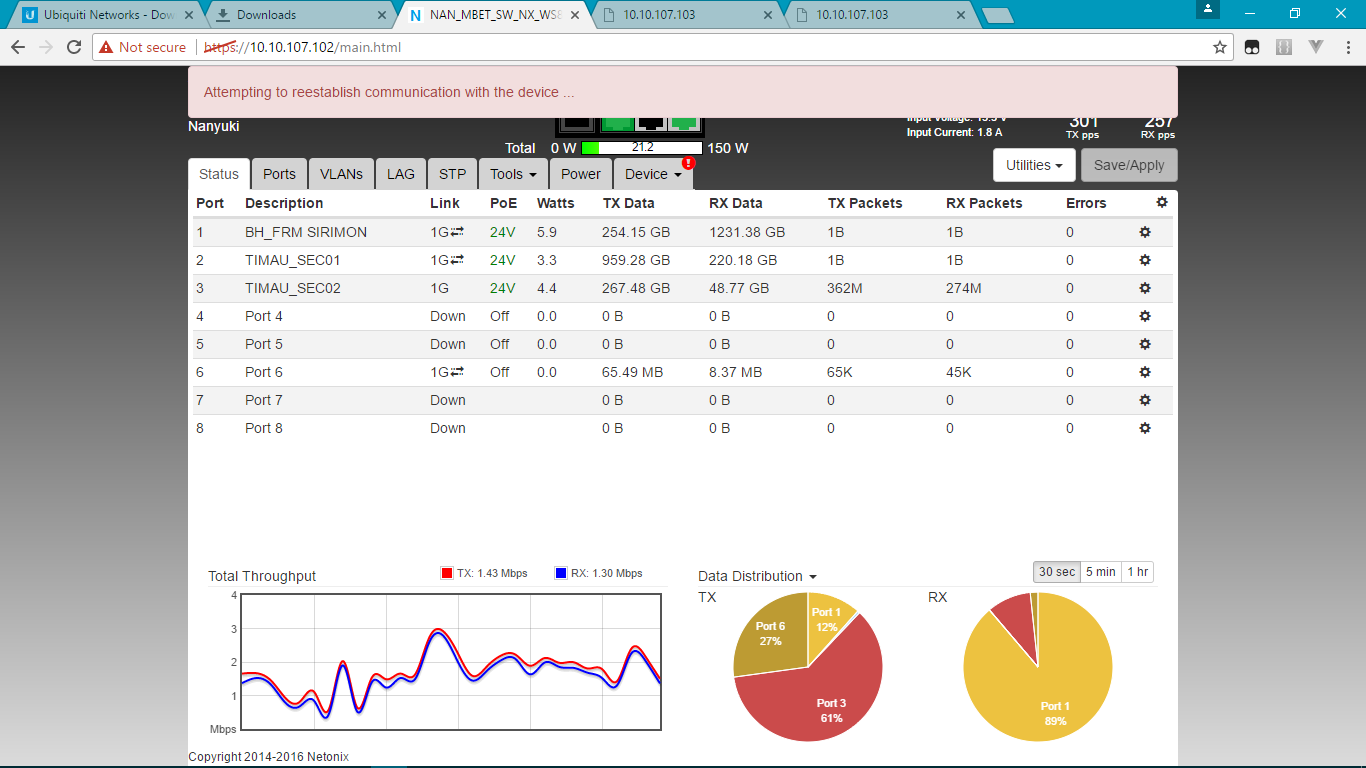 Ubiquiti Networks - Dow
Downloads
NAN_MBET_SW_NX_WS8
10.10.107.103
10.10.107.103
Not secure
https://10.10.107.102/main.html
Attempting to reestablish communication with the device ...
Nanyuki
Input Current: 1.8 A
301
TX pps
257
RX pps
Total 0 W 21.2 150 W
Status Ports VLANs LAG STP Tools Power Device
Utilities Save/Apply
Port Description Link PoE Watts TX Data RX Data TX Packets RX Packets Errors
1 BH_FRM SIRIMON 1G 24V 5.9 254.15 GB 1231.38 GB 1B 1B 0
2 TIMAU_SEC01 1G 24V 3.3 959.28 GB 220.18 GB 1B 1B 0
3 TIMAU_SEC02 1G 24V 4.4 267.48 GB 48.77 GB 362M 274M 0
4 Port 4 Down Off 0.0 0 B 0 B 0 0 0
5 Port 5 Down Off 0.0 0 B 0 B 0 0 0
6 Port 6 1G Off 0.0 65.49 MB 8.37 MB 65K 45K 0
7 Port 7 Down 0 B 0 B 0 0 0
8 Port 8 Down 0 B 0 B 0 0 0
Total Throughput
TX: 1.43 Mbps
RX: 1.30 Mbps
4
3
2
1
Mbps
Data Distribution
30 sec 5 min 1 hr
TX
Port 1
12%
Port 6
27%
Port 3
61%
RX
Port 1
89%
Copyright 2014-2016 Netonix